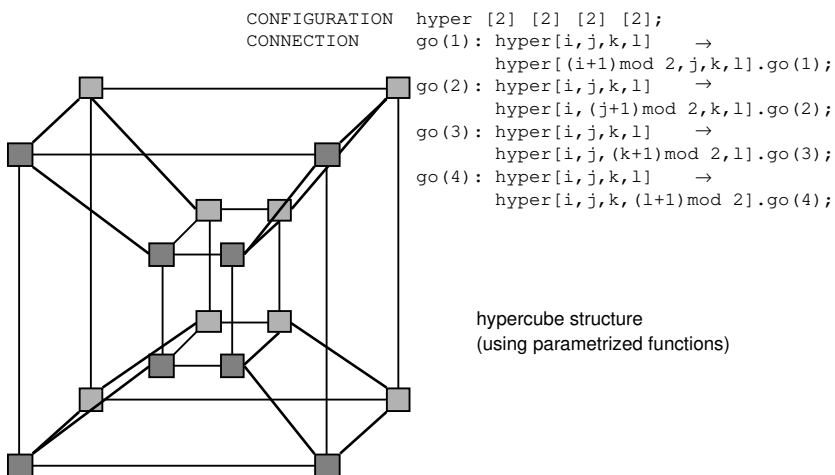 CONFIGURATION hyper [2] [2] [2] [2];
CONNECTION go(1): hyper[i,j,k,l] →
hyper[(i+1)mod 2,j,k,l].go(1);
go(2): hyper[i,j,k,l] →
hyper[i,(j+1)mod 2,k,l].go(2);
go(3): hyper[i,j,k,l] →
hyper[i,j,(k+1)mod 2,l].go(3);
go(4): hyper[i,j,k,l] →
hyper[i,j,k,(l+1)mod 2].go(4);
hypercube structure
(using parametrized functions)